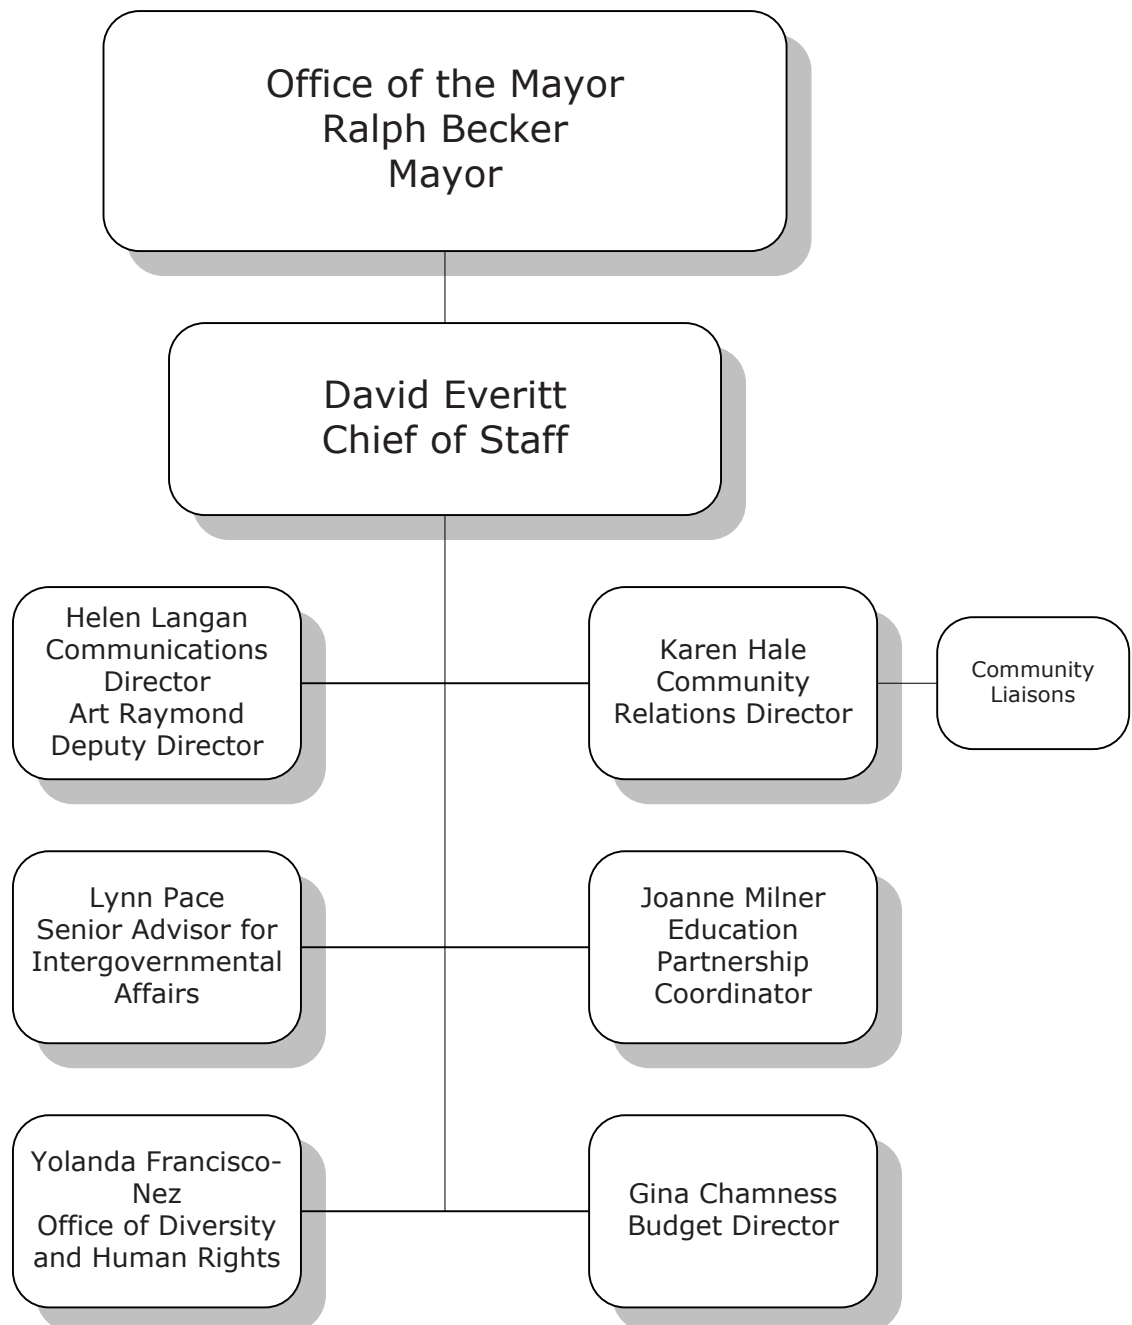 Office of the Mayor
Ralph Becker
Mayor
David Everitt
Chief of Staff
Helen Langan
Communications
Director
Art Raymond
Deputy Director
Karen Hale
Community
Relations Director
Community
Liaisons
Lynn Pace
Senior Advisor for
Intergovernmental
Affairs
Joanne Milner
Education
Partnership
Coordinator
Yolanda Francisco-
Nez
Office of Diversity
and Human Rights
Gina Chamness
Budget Director